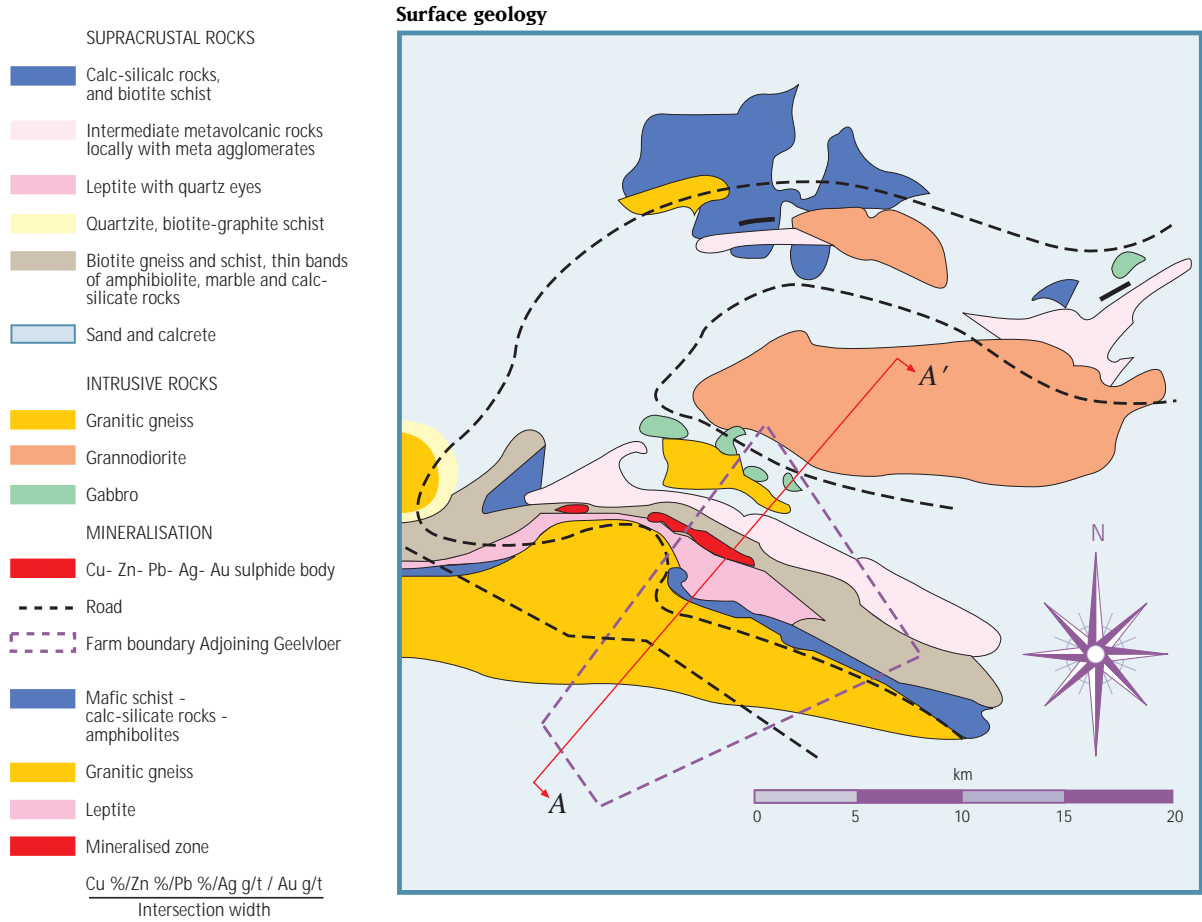 Surface geology
SUPRACRUSTAL ROCKS
Calc-silicalc rocks,
and biotite schist
Intermediate metavolcanic rocks
locally with meta agglomerates
Leptite with quartz eyes
Quartzite, biotite-graphite schist
Biotite gneiss and schist, thin bands
of amphibiolite, marble and calc-
silicate rocks
Sand and calcrete
INTRUSIVE ROCKS
Granitic gneiss
Grannodiorite
Gabbro
MINERALISATION
Cu- Zn- Pb- Ag- Au sulphide body
Road
Farm boundary Adjoining Geelvloer
Mafic schist -
calc-silicate rocks -
amphibolites
Granitic gneiss
Leptite
Mineralised zone
Cu %/Zn %/Pb %/Ag g/t / Au g/t
Intersection width
A′
A
N
km
0 5 10 15 20